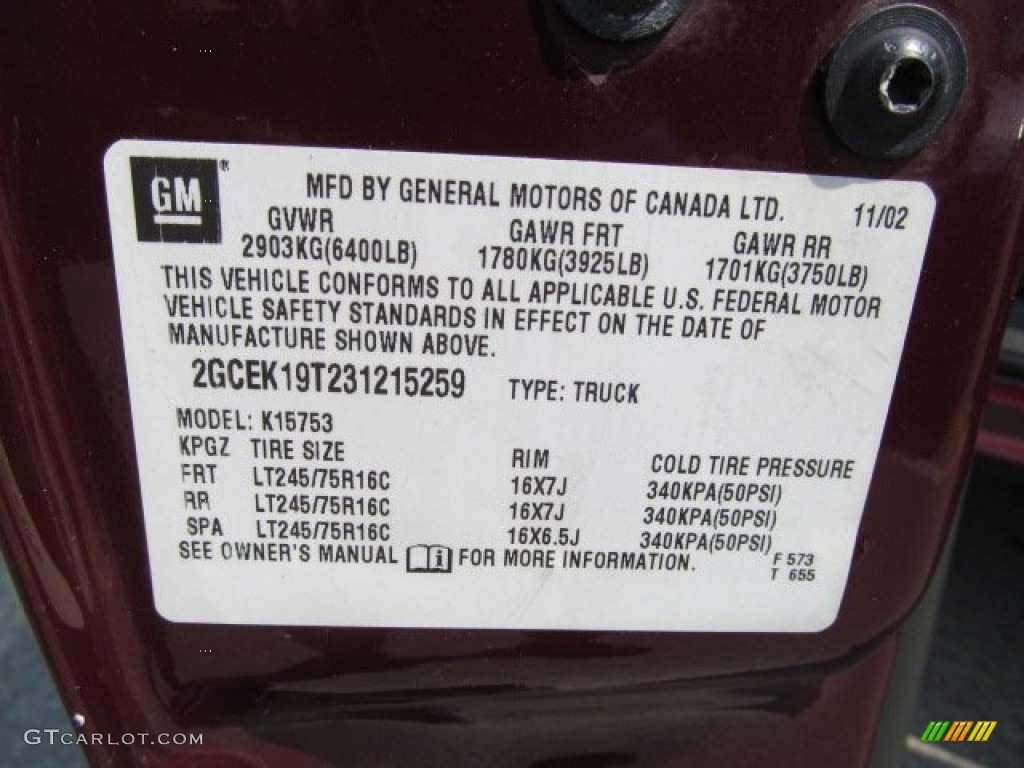 GM ®
MFD BY GENERAL MOTORS OF CANADA LTD. 11/02
GVWR GAWR FRT GAWR RR
2903KG(6400LB) 1780KG(3925LB) 1701KG(3750LB)
THIS VEHICLE CONFORMS TO ALL APPLICABLE U.S. FEDERAL MOTOR
VEHICLE SAFETY STANDARDS IN EFFECT ON THE DATE OF
MANUFACTURE SHOWN ABOVE.
2GCEK19T231215259 TYPE: TRUCK
MODEL: K15753
KPGZ TIRE SIZE RIM COLD TIRE PRESSURE
FRT LT245/75R16C 16X7J 340KPA(50PSI)
RR LT245/75R16C 16X7J 340KPA(50PSI)
SPA LT245/75R16C 16X6.5J 340KPA(50PSI)
SEE OWNER'S MANUAL i FOR MORE INFORMATION. F 573
T 655
GTCARLOT.COM